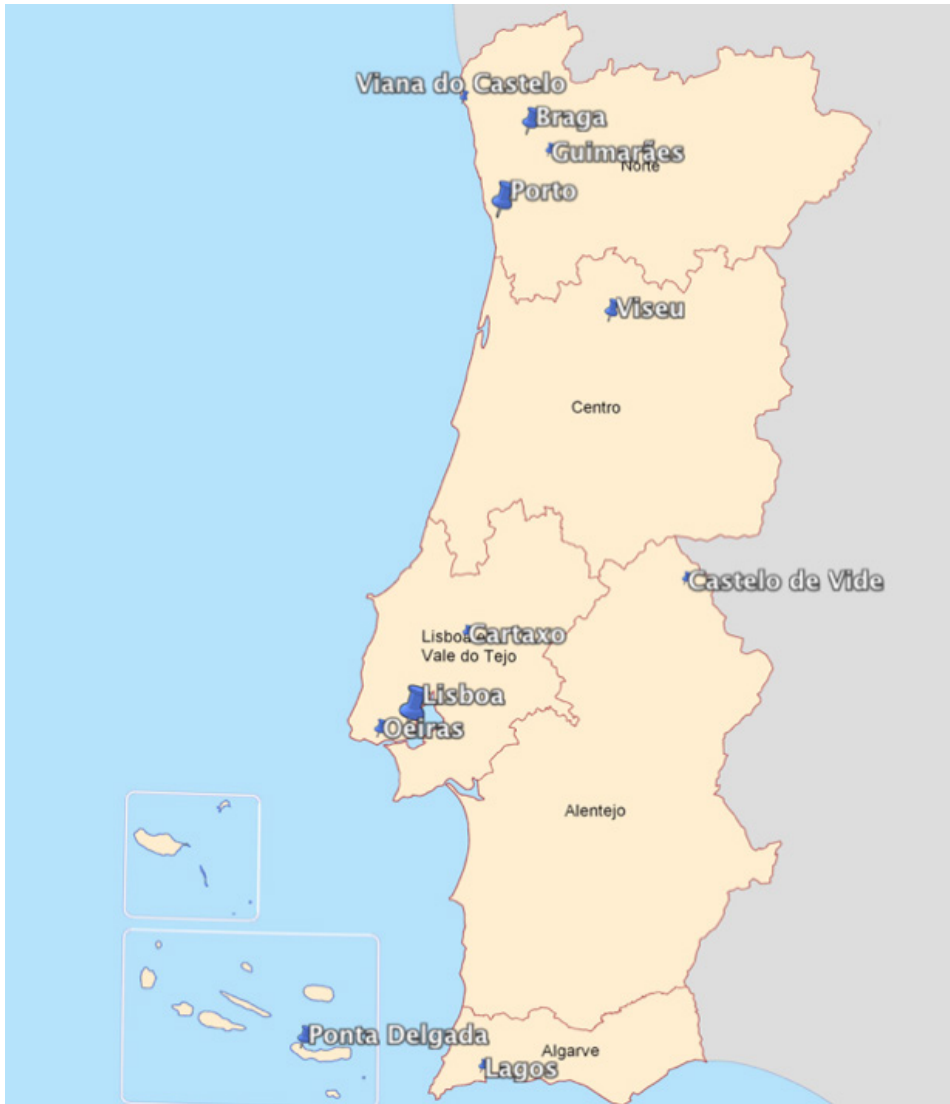 Viana do Castelo
Braga
Guimarães
Norte
Porto
Viseu
Centro
Castelo de Vide
Cartaxo
Lisboa
Vale do Tejo
Lisboa
Oeiras
Alentejo
Ponta Delgada
Algarve
Lagos